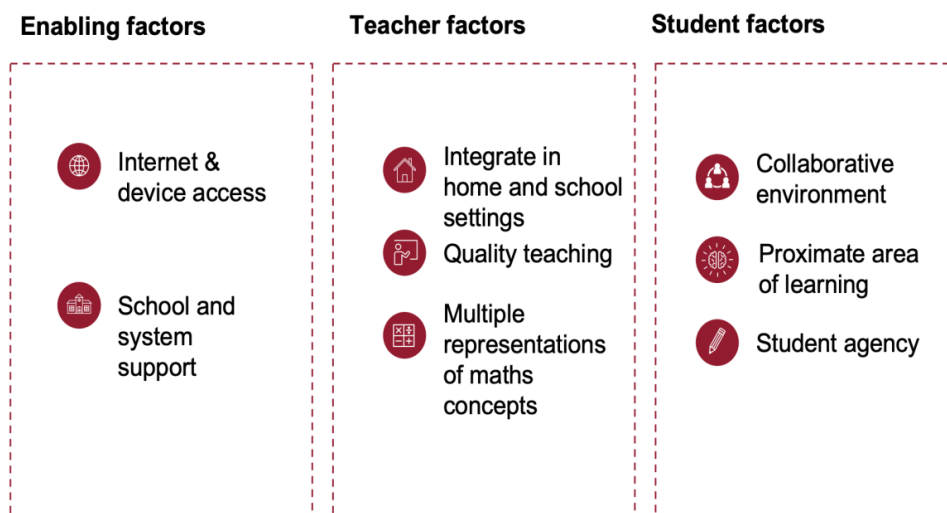 Enabling factors
Internet &
device access
School and
system
support
Teacher factors
Integrate in
home and school
settings
Quality teaching
Multiple
representations
of maths
concepts
Student factors
Collaborative
environment
Proximate area
of learning
Student agency